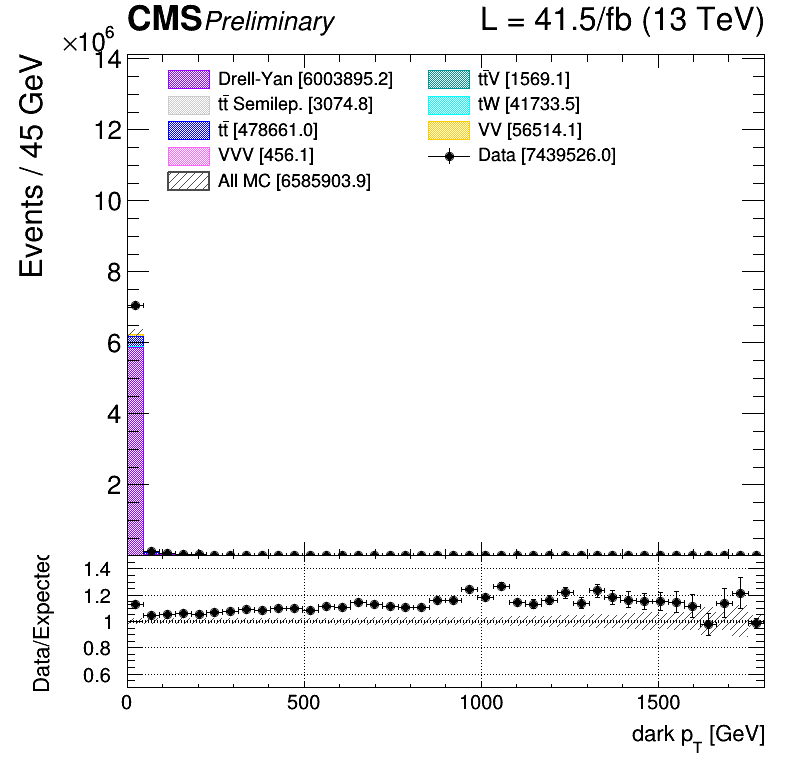 CMS Preliminary L = 41.5/fb (13 TeV)
×10⁶
Events / 45 GeV
14
12
10
8
6
4
2
Drell-Yan [6003895.2]
tt̄ Semilep. [3074.8]
tt̄ [478661.0]
VVV [456.1]
All MC [6585903.9]
tt̄V [1569.1]
tW [41733.5]
VV [56514.1]
Data [7439526.0]
Data/Expected
1.4
1.2
1
0.8
0.6
0 500 1000 1500
dark p_T [GeV]